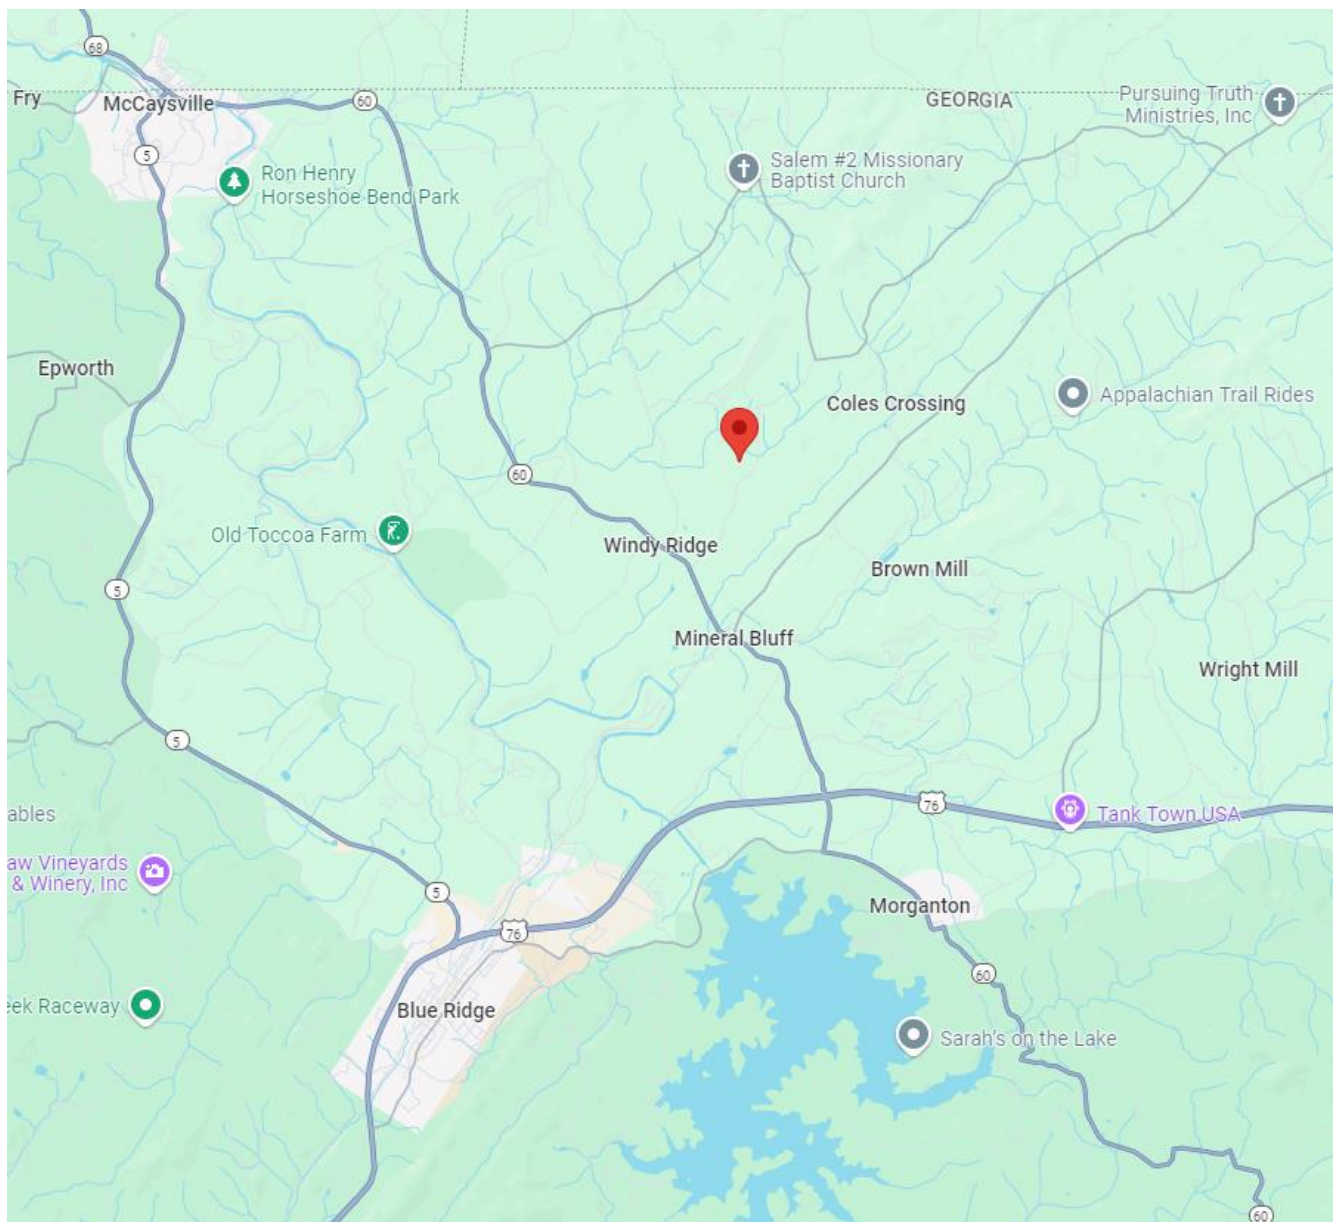 68
Fry
McCaysville
60
GEORGIA
Pursuing Truth
Ministries, Inc
5
Ron Henry
Horseshoe Bend Park
Salem #2 Missionary
Baptist Church
Epworth
Coles Crossing
Appalachian Trail Rides
60
Old Toccoa Farm
Windy Ridge
Brown Mill
5
Mineral Bluff
Wright Mill
5
76
Tank Town USA
ables
aw Vineyards
& Winery, Inc
5
76
Morganton
60
eek Raceway
Blue Ridge
Sarah's on the Lake
60